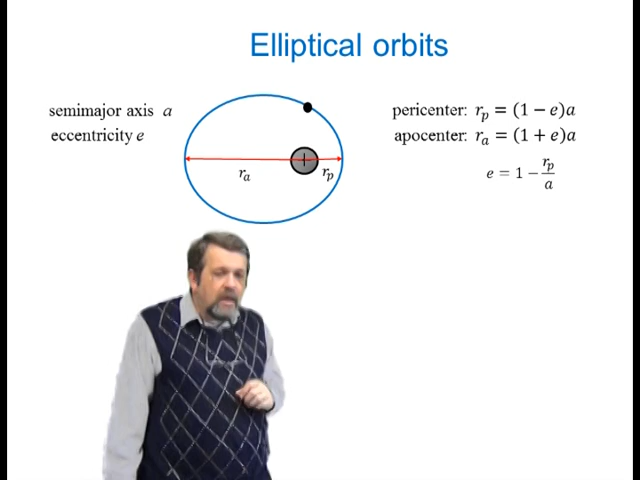 Elliptical orbits
semimajor axis a
eccentricity e
pericenter: r_p = (1 − e)a
apocenter: r_a = (1 + e)a
e = 1 − r_p/a
r_a
r_p